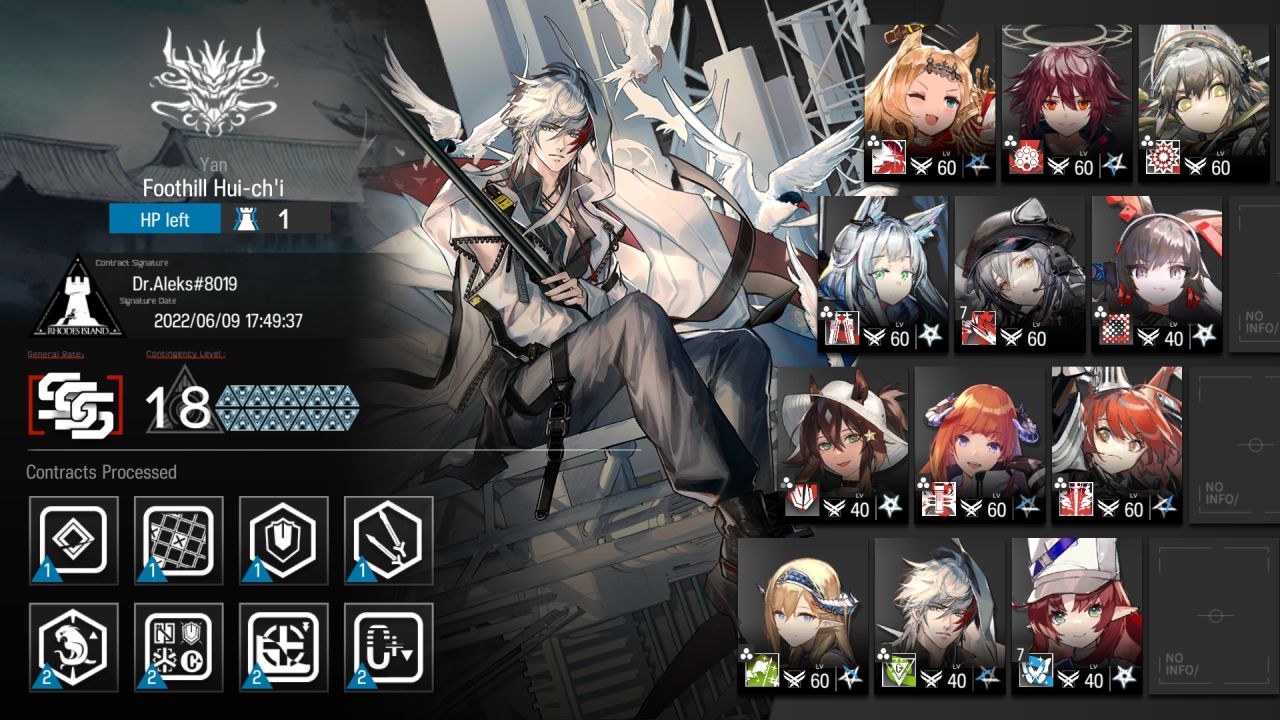 Yan
Foothill Hui-ch'i
HP left 1
Contract Signature
Dr.Aleks#8019
Signature Date
2022/06/09 17:49:37
RHODES ISLAND
General Rate:
Contingency Level:
SSS 18
Contracts Processed
1 1 1 1
2 2 2 2
LV 60
LV 60
LV 60
LV 60
7 LV 60
LV 40
NO INFO/
LV 40
LV 60
LV 60
NO INFO/
LV 60
LV 40
7 LV 40
NO INFO/